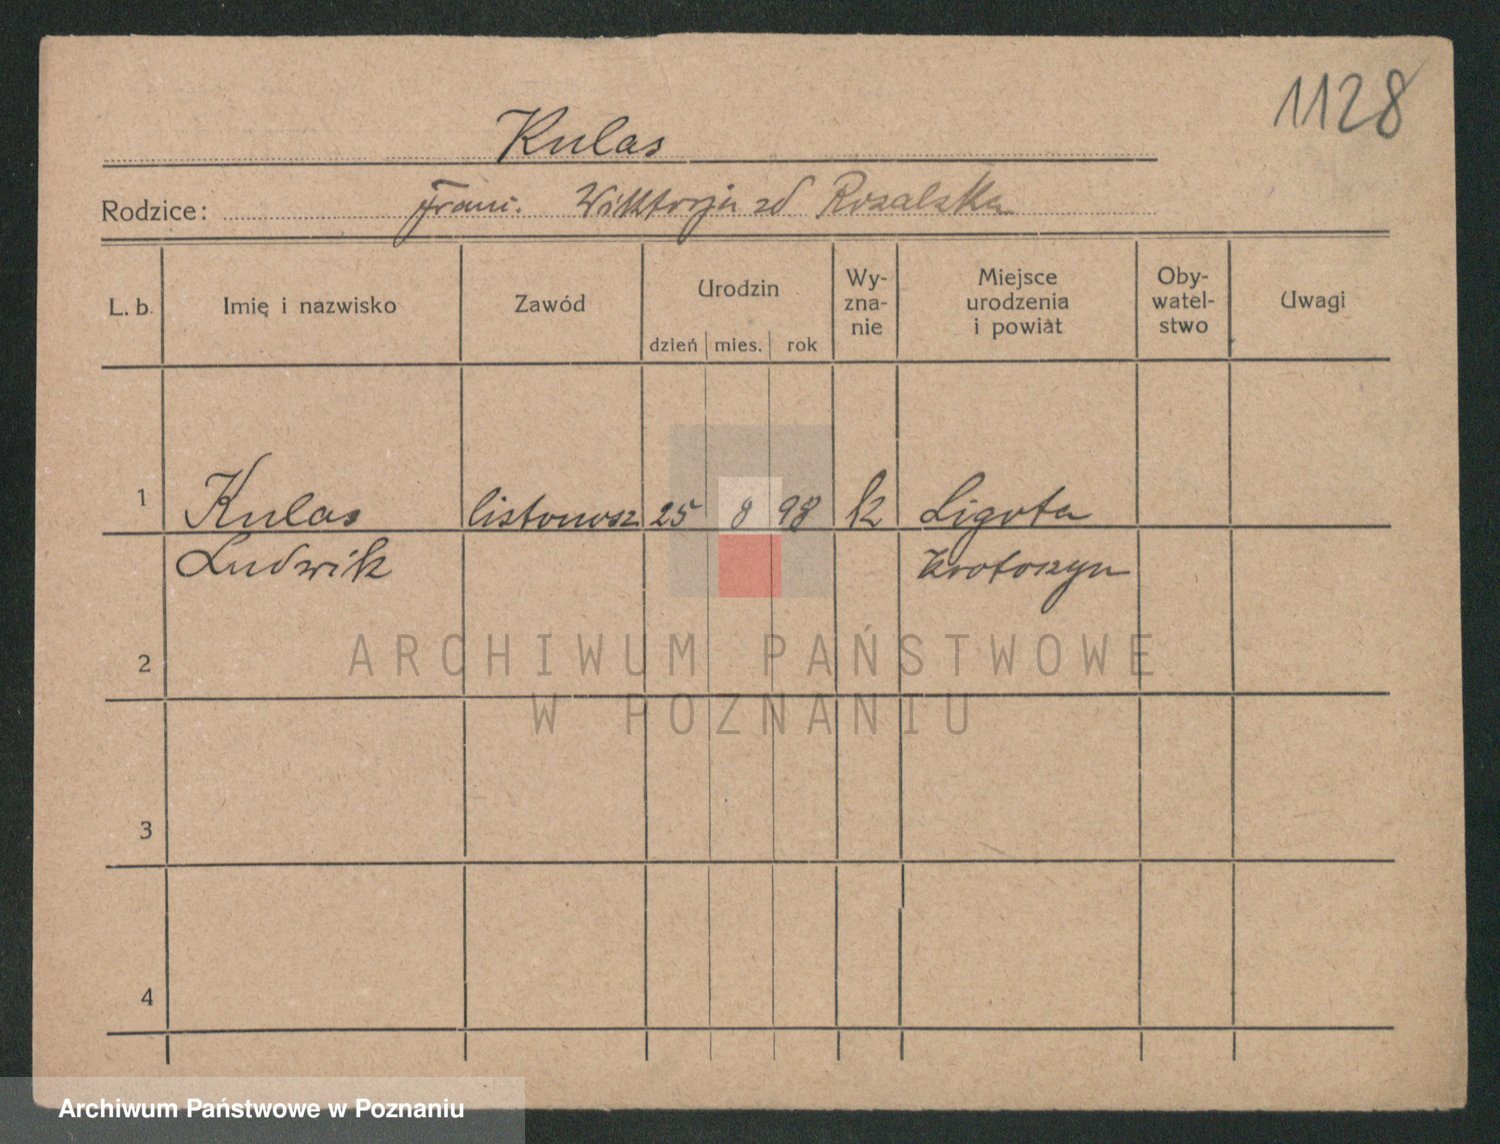 1128
Kulas
Rodzice: Frani. Wiktorja zd Rosalska
L. b. Imię i nazwisko Zawód Urodzin Wy- Miejsce Oby- Uwagi
zna- urodzenia watel-
nie i powiat stwo
dzień mies. rok
1 Kulas listonosz 25 8 98 k Ligota
Ludwik Krotoszyn
2
ARCHIWUM PAŃSTWOWE
W POZNANIU
3
4
Archiwum Państwowe w Poznaniu